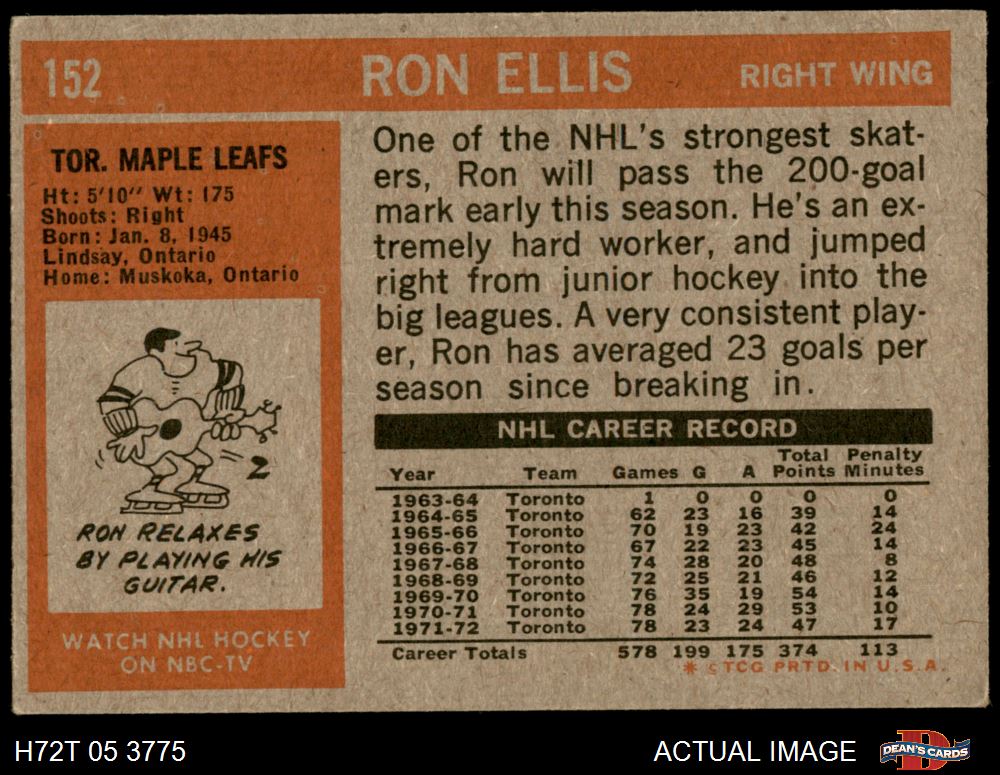 152 RON ELLIS RIGHT WING
TOR. MAPLE LEAFS
Ht: 5'10" Wt: 175
Shoots: Right
Born: Jan. 8, 1945
Lindsay, Ontario
Home: Muskoka, Ontario
2
RON RELAXES
BY PLAYING HIS
GUITAR.
WATCH NHL HOCKEY
ON NBC-TV
One of the NHL's strongest skat-
ers, Ron will pass the 200-goal
mark early this season. He's an ex-
tremely hard worker, and jumped
right from junior hockey into the
big leagues. A very consistent play-
er, Ron has averaged 23 goals per
season since breaking in.
NHL CAREER RECORD
Year Team Games G A Total Points Penalty Minutes
1963-64 Toronto 1 0 0 0 0
1964-65 Toronto 62 23 16 39 14
1965-66 Toronto 70 19 23 42 24
1966-67 Toronto 67 22 23 45 14
1967-68 Toronto 74 28 20 48 8
1968-69 Toronto 72 25 21 46 12
1969-70 Toronto 76 35 19 54 14
1970-71 Toronto 78 24 29 53 10
1971-72 Toronto 78 23 24 47 17
Career Totals 578 199 175 374 113
* © TCG PRTD. IN U.S.A.
H72T 05 3775 ACTUAL IMAGE DEAN'S CARDS